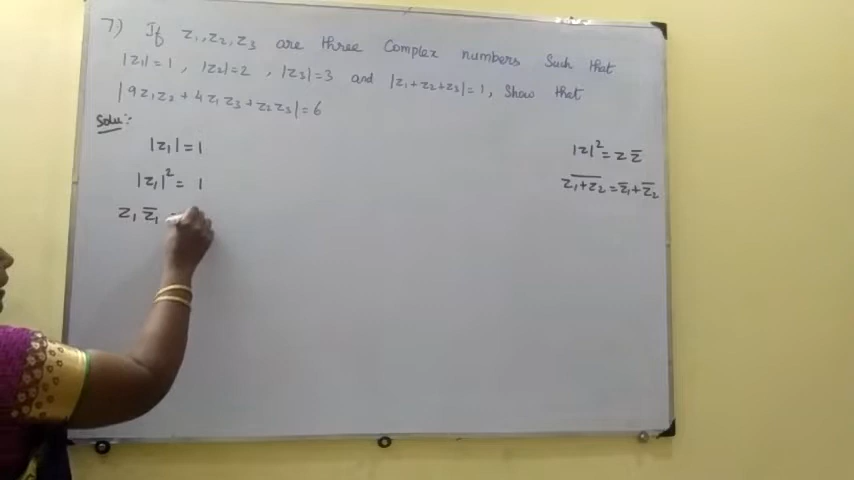 7.) If z₁, z₂, z₃ are three Complex numbers Such that
|z₁|=1, |z₂|=2, |z₃|=3 and |z₁+z₂+z₃|=1, Show that
|9z₁z₂ + 4z₁z₃ + z₂z₃|=6
Solu:
|z₁|=1
|z₁|² = 1
z₁ z̅₁ =
|z|² = z z̅
\overline{z₁+z₂} = z̅₁+z̅₂